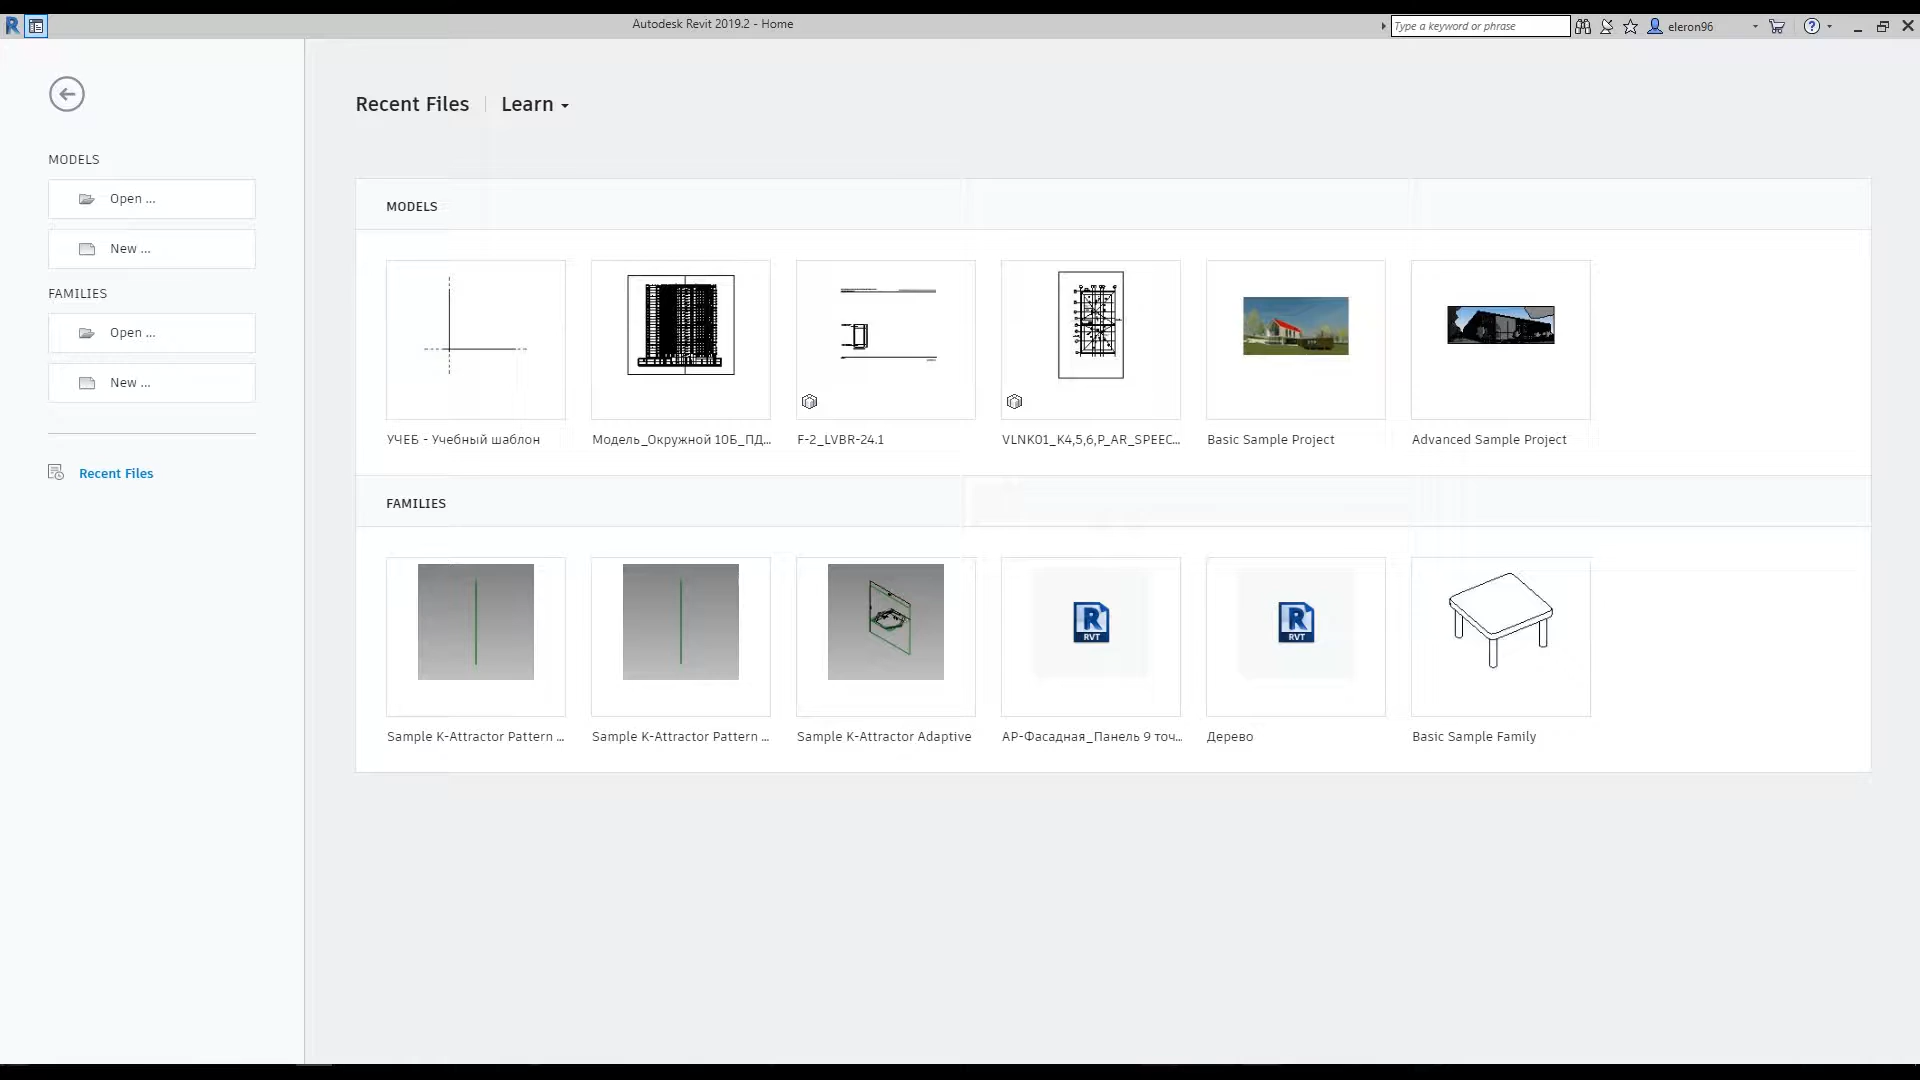 Autodesk Revit 2019.2 - Home
Type a keyword or phrase
eleron96
Recent Files
Learn
MODELS
Open ...
New ...
FAMILIES
Open ...
New ...
Recent Files
MODELS
УЧЕБ - Учебный шаблон
Модель_Окружной 10Б_ПД...
F-2_LVBR-24.1
VLNK01_K4,5,6,P_AR_SPEEC...
Basic Sample Project
Advanced Sample Project
FAMILIES
R
RVT
R
RVT
Sample K-Attractor Pattern ...
Sample K-Attractor Pattern ...
Sample K-Attractor Adaptive
АР-Фасадная_Панель 9 точ...
Дерево
Basic Sample Family